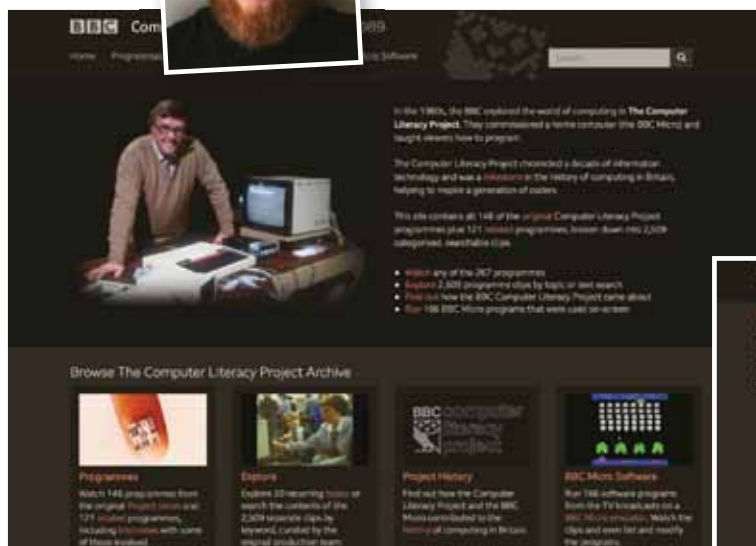 BBC Com 989
Home Software
Search
In the 1980s, the BBC explored the world of computing in The Computer
Literacy Project. They commissioned a home computer (the BBC Micro) and
taught viewers how to program.
The Computer Literacy Project chronicled a decade of information
technology and was a milestone in the history of computing in Britain,
helping to inspire a generation of coders.
This site contains all 146 of the original Computer Literacy Project
programmes plus 121 related programmes, broken down into 2,509
categorised, searchable clips.
Watch any of the 267 programmes
Explore 2,509 programme clips by topic or text search
Find out how the BBC Computer Literacy Project came about
Run 166 BBC Micro programs that were used on-screen
Browse The Computer Literacy Project Archive
BBC computer
literacy
project
Programmes
Watch 146 programmes from
the original Project series and
121 related programmes,
including interviews with some
of those involved
Explore
Explore 20 recurring topics or
search the contents of the
2,509 separate clips by
keyword, curated by the
original production team
Project History
Find out how the Computer
Literacy Project and the BBC
Micro contributed to the
history of computing in Britain
BBC Micro Software
Run 166 software programs
from the TV broadcasts on a
BBC Micro emulator. Watch the
clips and even list and modify
the programs.